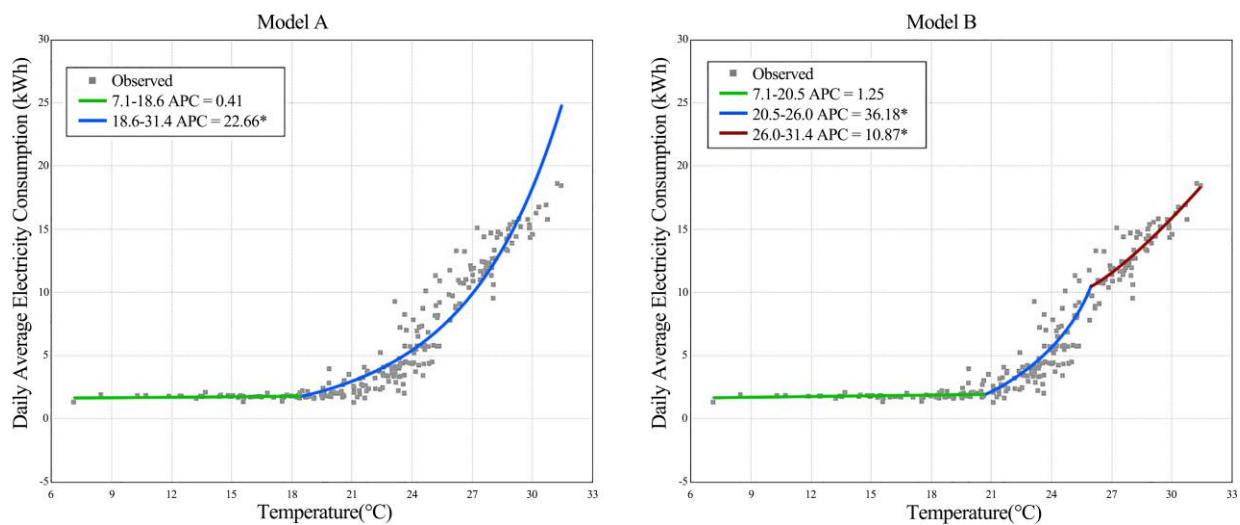 Model A
Daily Average Electricity Consumption (kWh)
30
25
20
15
10
5
0
-5
Observed
7.1-18.6 APC = 0.41
18.6-31.4 APC = 22.66*
6 9 12 15 18 21 24 27 30 33
Temperature(°C)
Model B
Daily Average Electricity Consumption (kWh)
30
25
20
15
10
5
0
-5
Observed
7.1-20.5 APC = 1.25
20.5-26.0 APC = 36.18*
26.0-31.4 APC = 10.87*
6 9 12 15 18 21 24 27 30 33
Temperature(°C)